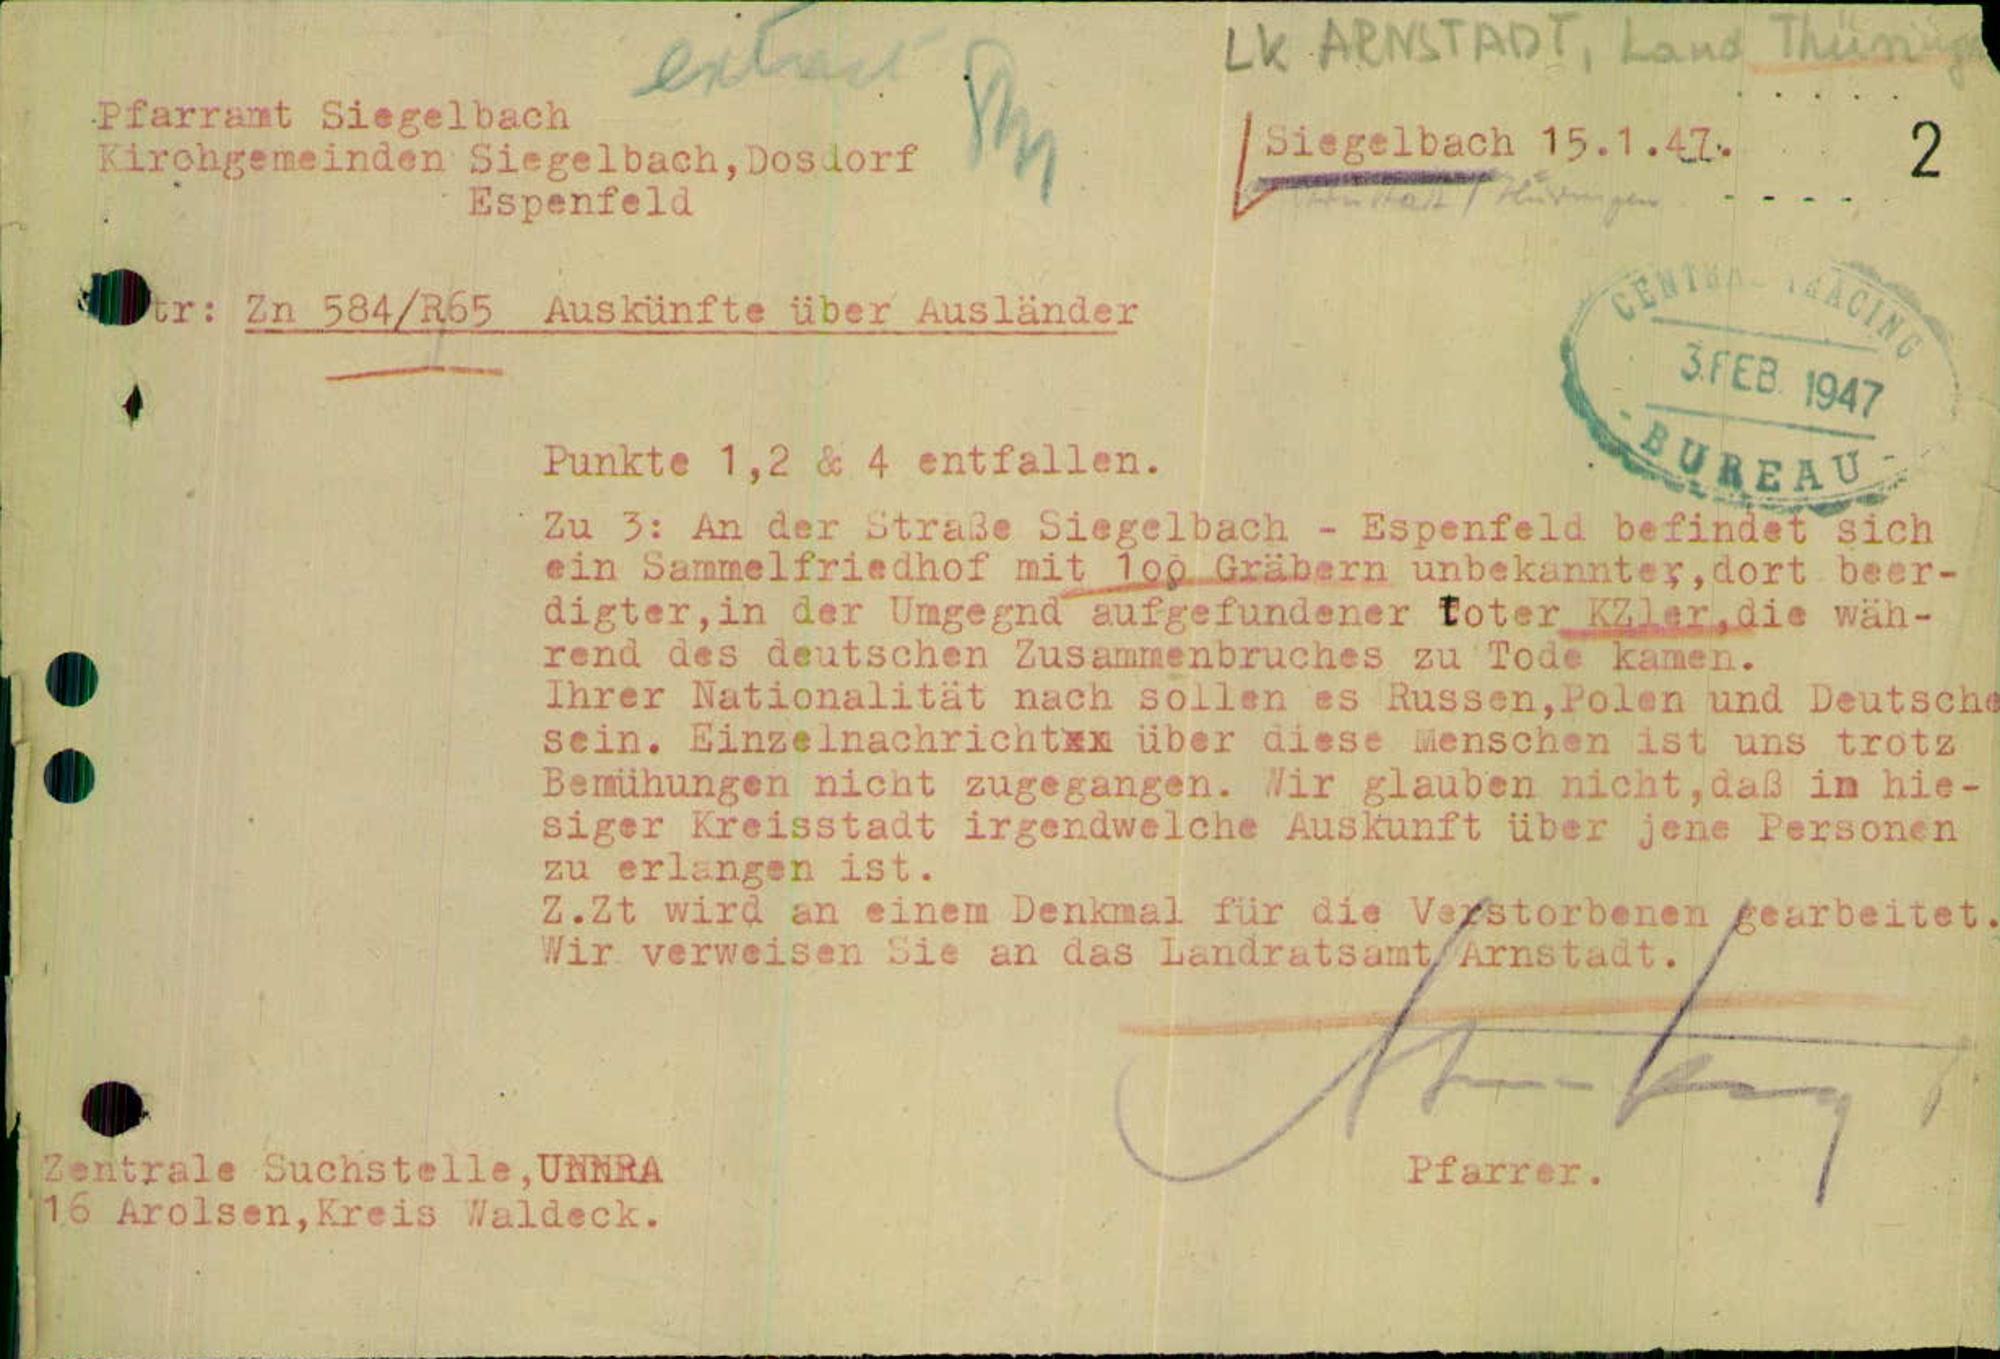 extract
LK ARNSTADT, Land Thüringen
Pfarramt Siegelbach
Kirchgemeinden Siegelbach,Dosdorf
Espenfeld
Siegelbach 15.1.47.
2
Arnstadt / Thüringen
tr: Zn 584/R65 Auskünfte über Ausländer
CENTRAL TRACING
3.FEB. 1947
- BUREAU -
Punkte 1,2 & 4 entfallen.
Zu 3: An der Straße Siegelbach - Espenfeld befindet sich
ein Sammelfriedhof mit 1oo Gräbern unbekannter,dort beer-
digter,in der Umgegnd aufgefundener toter KZler,die wäh-
rend des deutschen Zusammenbruches zu Tode kamen.
Ihrer Nationalität nach sollen es Russen,Polen und Deutsche
sein. Einzelnachrichtxx über diese Menschen ist uns trotz
Bemühungen nicht zugegangen. Wir glauben nicht,daß in hie-
siger Kreisstadt irgendwelche Auskunft über jene Personen
zu erlangen ist.
Z.Zt wird an einem Denkmal für die Verstorbenen gearbeitet.
Wir verweisen Sie an das Landratsamt Arnstadt.
Pfarrer.
Zentrale Suchstelle,UNNRA
16 Arolsen,Kreis Waldeck.